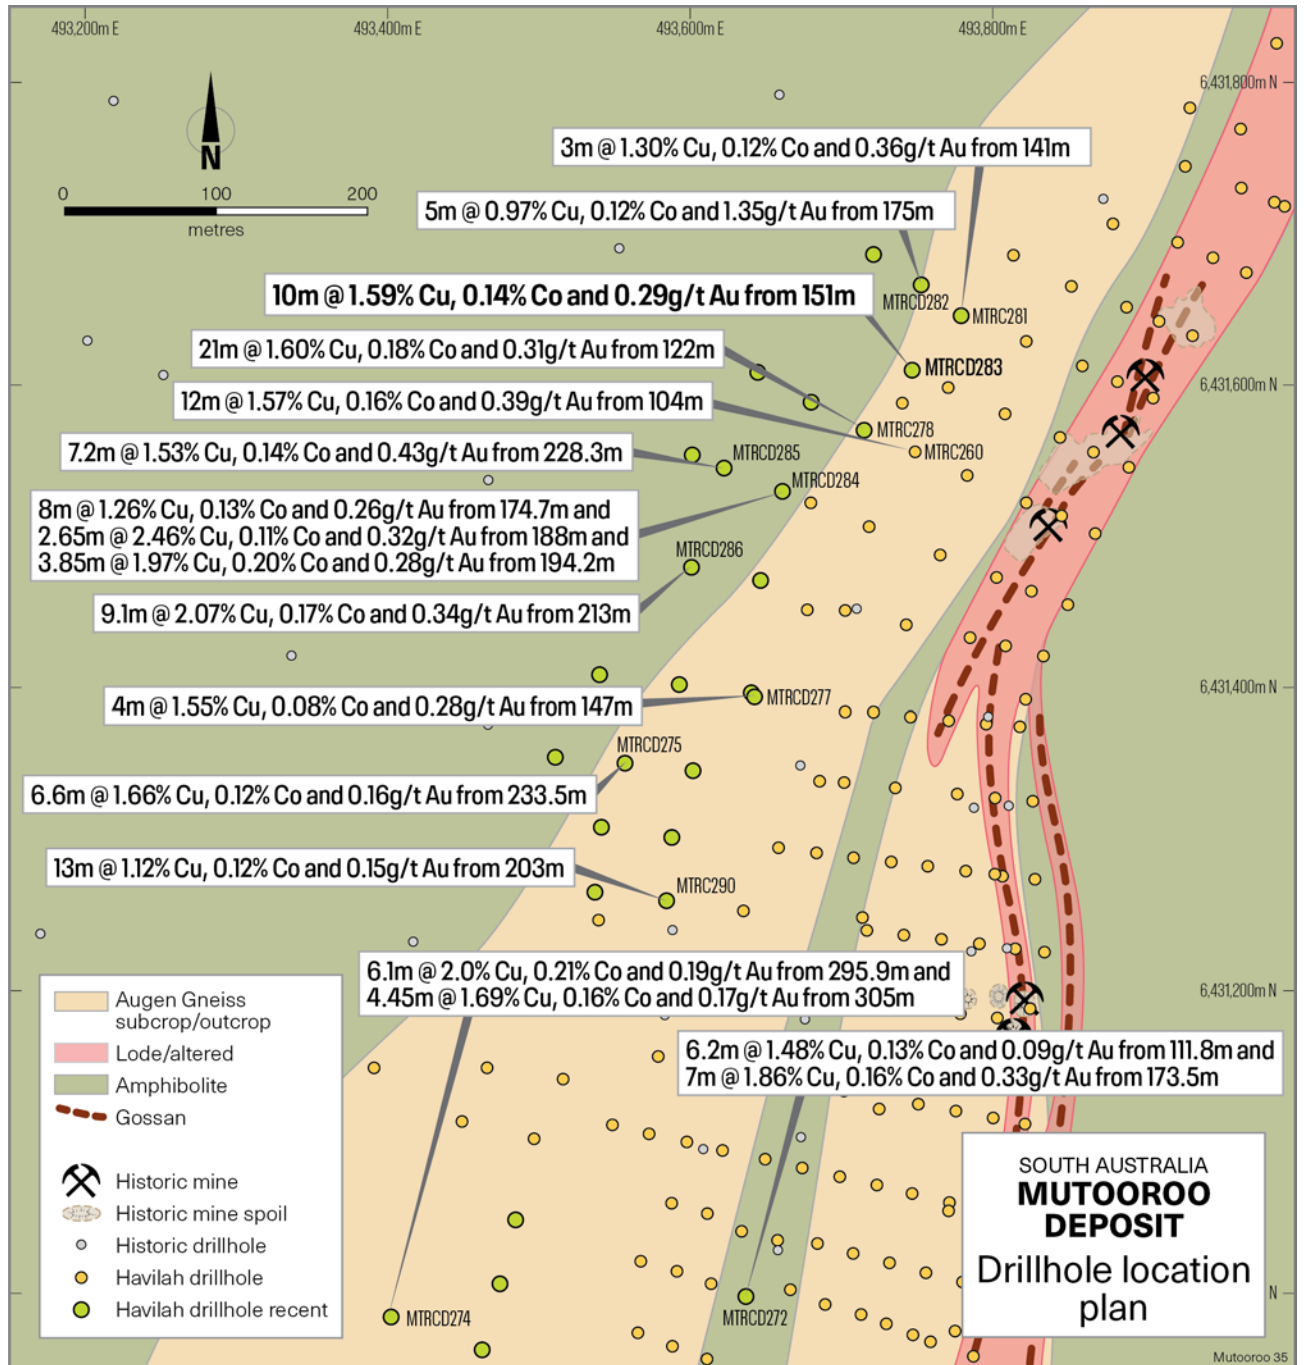 493,200m E
493,400m E
493,600m E
493,800m E
6,431,800m N
N
0
100
200
metres
3m @ 1.30% Cu, 0.12% Co and 0.36g/t Au from 141m
5m @ 0.97% Cu, 0.12% Co and 1.35g/t Au from 175m
10m @ 1.59% Cu, 0.14% Co and 0.29g/t Au from 151m
MTRCD282
MTRC281
21m @ 1.60% Cu, 0.18% Co and 0.31g/t Au from 122m
MTRCD283
6,431,600m N
12m @ 1.57% Cu, 0.16% Co and 0.39g/t Au from 104m
MTRC278
7.2m @ 1.53% Cu, 0.14% Co and 0.43g/t Au from 228.3m
MTRCD285
MTRC260
MTRCD284
8m @ 1.26% Cu, 0.13% Co and 0.26g/t Au from 174.7m and
2.65m @ 2.46% Cu, 0.11% Co and 0.32g/t Au from 188m and
3.85m @ 1.97% Cu, 0.20% Co and 0.28g/t Au from 194.2m
MTRCD286
9.1m @ 2.07% Cu, 0.17% Co and 0.34g/t Au from 213m
6,431,400m N
4m @ 1.55% Cu, 0.08% Co and 0.28g/t Au from 147m
MTRCD277
MTRCD275
6.6m @ 1.66% Cu, 0.12% Co and 0.16g/t Au from 233.5m
13m @ 1.12% Cu, 0.12% Co and 0.15g/t Au from 203m
MTRC290
6.1m @ 2.0% Cu, 0.21% Co and 0.19g/t Au from 295.9m and
4.45m @ 1.69% Cu, 0.16% Co and 0.17g/t Au from 305m
6,431,200m N
6.2m @ 1.48% Cu, 0.13% Co and 0.09g/t Au from 111.8m and
7m @ 1.86% Cu, 0.16% Co and 0.33g/t Au from 173.5m
Augen Gneiss
subcrop/outcrop
Lode/altered
Amphibolite
Gossan
Historic mine
Historic mine spoil
Historic drillhole
Havilah drillhole
Havilah drillhole recent
MTRCD274
MTRCD272
SOUTH AUSTRALIA
MUTOOROO
DEPOSIT
Drillhole location
plan
N
Mutooroo 35